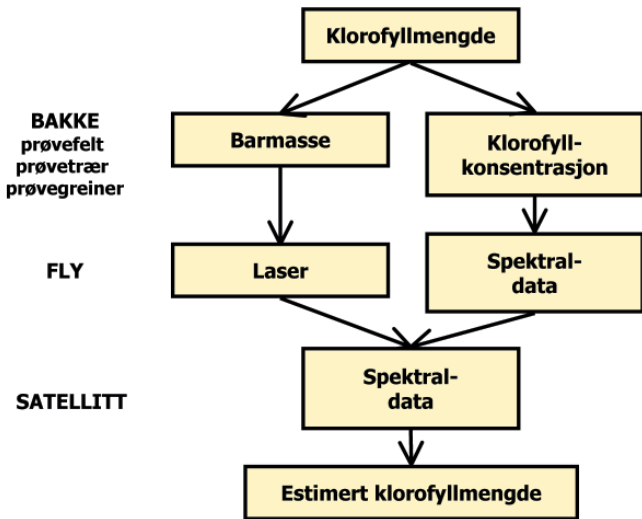 Klorofyllmengde
BAKKE
prøvefelt
prøvetrær
prøvegreiner
Barmasse
Klorofyll-
konsentrasjon
FLY
Laser
Spektral-
data
SATELLITT
Spektral-
data
Estimert klorofyllmengde